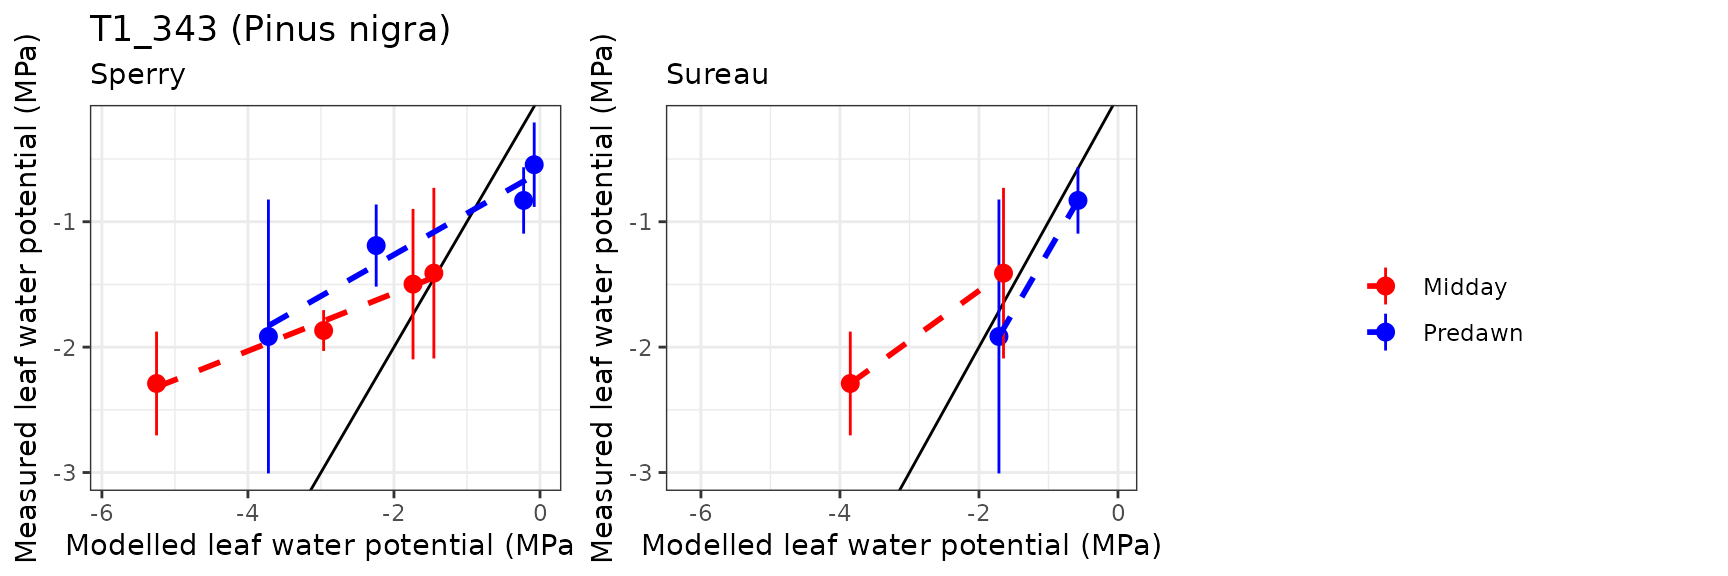 T1_343 (Pinus nigra)
Sperry
Measured leaf water potential (MPa)
-1
-2
-3
-6
-4
-2
0
Modelled leaf water potential (MPa
Sureau
Measured leaf water potential (MPa)
-1
-2
-3
-6
-4
-2
0
Modelled leaf water potential (MPa)
Midday
Predawn